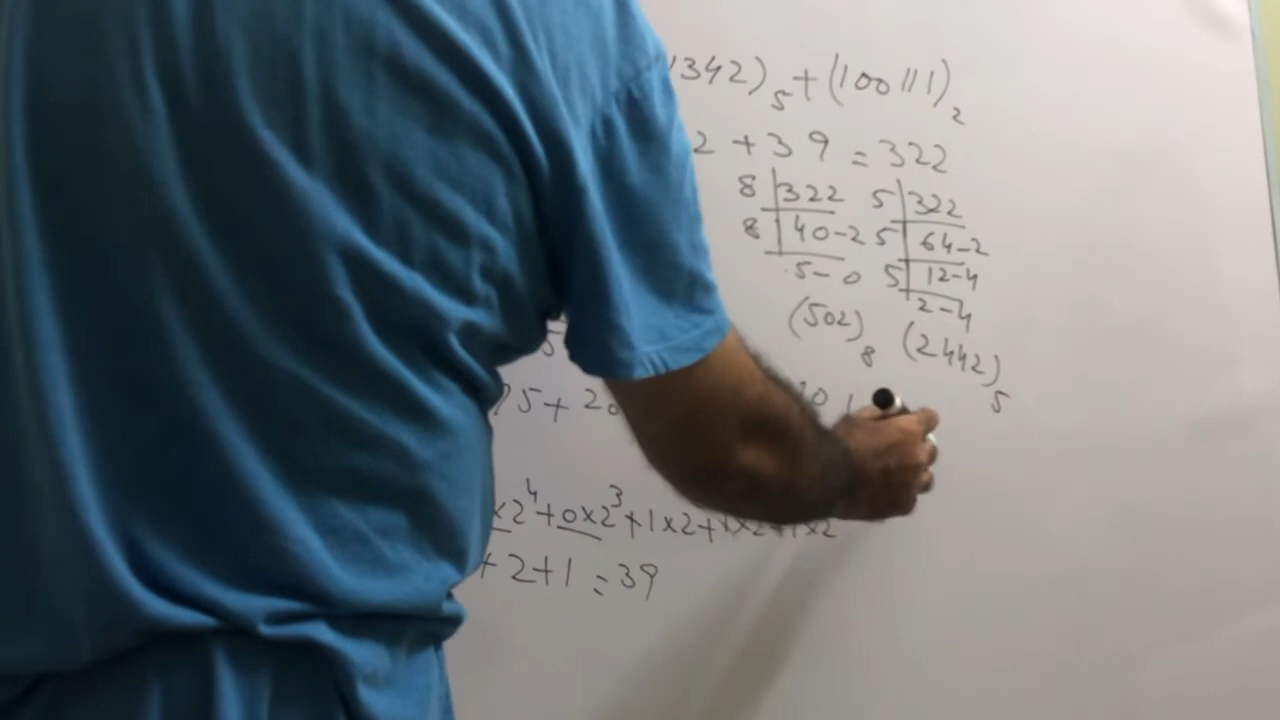 1342)₅+(100111)₂
2 + 39 = 322
8 322 5 322
8 40-2 5 64-2
5-0 5 12-4
2-4
(502)₈ (2442)₅
5
75+20
x2⁴+0x2³+1x2+1x2+1x2
+2+1=39